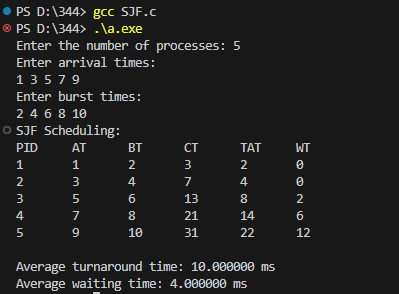 PS D:\344> gcc SJF.c
PS D:\344> .\a.exe
Enter the number of processes: 5
Enter arrival times:
1 3 5 7 9
Enter burst times:
2 4 6 8 10
SJF Scheduling:
PID AT BT CT TAT WT
1 1 2 3 2 0
2 3 4 7 4 0
3 5 6 13 8 2
4 7 8 21 14 6
5 9 10 31 22 12
Average turnaround time: 10.000000 ms
Average waiting time: 4.000000 ms